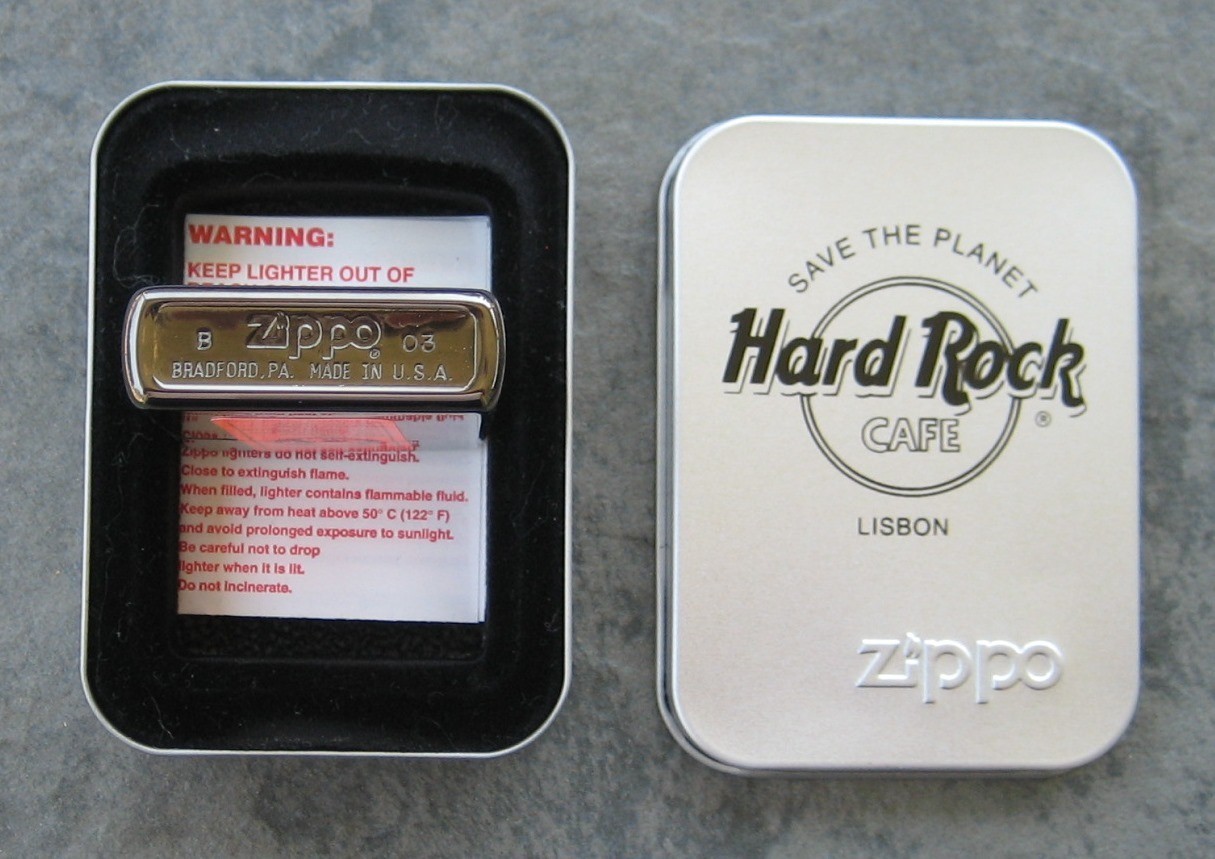 WARNING:
KEEP LIGHTER OUT OF
B Zippo® 03
BRADFORD, PA. MADE IN U.S.A.
Zippo lighters do not self-extinguish.
Close to extinguish flame.
When filled, lighter contains flammable fluid.
Keep away from heat above 50° C (122° F)
and avoid prolonged exposure to sunlight.
Be careful not to drop
lighter when it is lit.
Do not incinerate.
SAVE THE PLANET
Hard Rock
®
CAFE
LISBON
Zippo